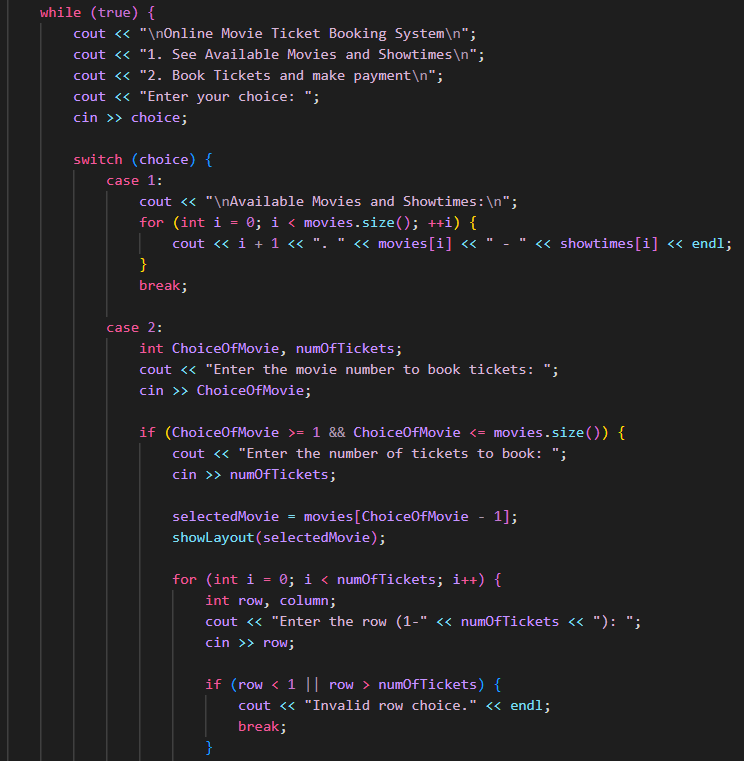 while (true) {
cout << "\nOnline Movie Ticket Booking System\n";
cout << "1. See Available Movies and Showtimes\n";
cout << "2. Book Tickets and make payment\n";
cout << "Enter your choice: ";
cin >> choice;
switch (choice) {
case 1:
cout << "\nAvailable Movies and Showtimes:\n";
for (int i = 0; i < movies.size(); ++i) {
cout << i + 1 << ". " << movies[i] << " - " << showtimes[i] << endl;
}
break;
case 2:
int ChoiceOfMovie, numOfTickets;
cout << "Enter the movie number to book tickets: ";
cin >> ChoiceOfMovie;
if (ChoiceOfMovie >= 1 && ChoiceOfMovie <= movies.size()) {
cout << "Enter the number of tickets to book: ";
cin >> numOfTickets;
selectedMovie = movies[ChoiceOfMovie - 1];
showLayout(selectedMovie);
for (int i = 0; i < numOfTickets; i++) {
int row, column;
cout << "Enter the row (1-" << numOfTickets << "): ";
cin >> row;
if (row < 1 || row > numOfTickets) {
cout << "Invalid row choice." << endl;
break;
}